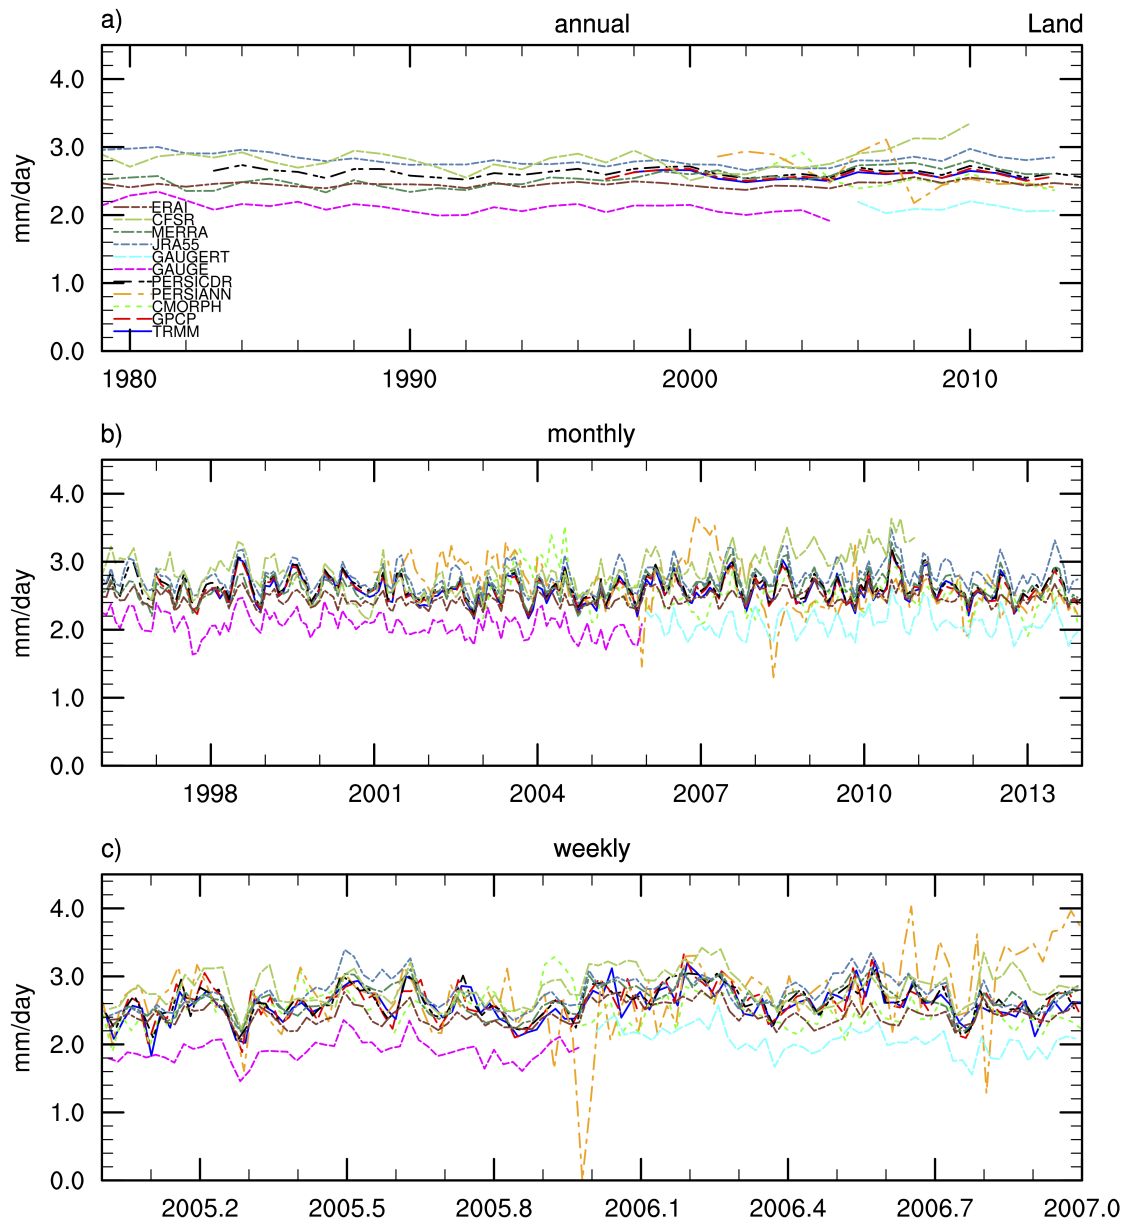 a) annual Land
mm/day
4.0
3.0
2.0
1.0
0.0
ERAI
CFSR
MERRA
JRA55
GAUGERT
GAUGE
PERSICDR
PERSIANN
CMORPH
GPCP
TRMM
1980 1990 2000 2010
b) monthly
mm/day
4.0
3.0
2.0
1.0
0.0
1998 2001 2004 2007 2010 2013
c) weekly
mm/day
4.0
3.0
2.0
1.0
0.0
2005.2 2005.5 2005.8 2006.1 2006.4 2006.7 2007.0